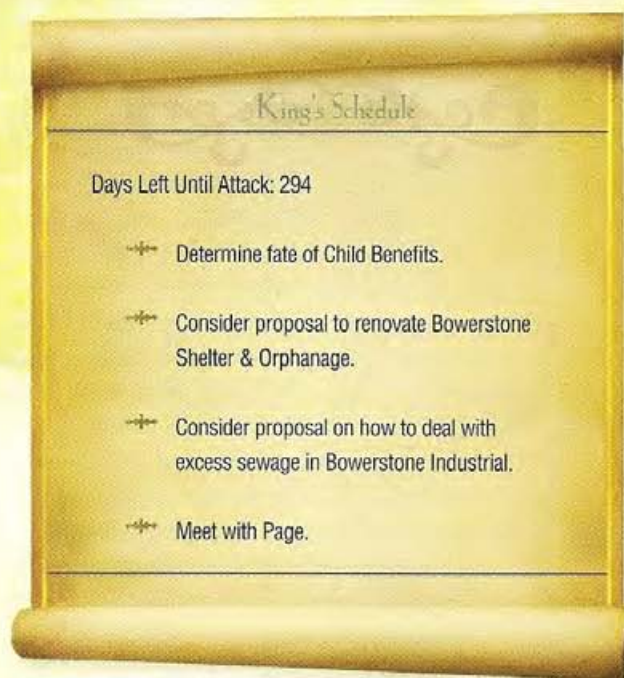 King's Schedule
Days Left Until Attack: 294
Determine fate of Child Benefits.
Consider proposal to renovate Bowerstone
Shelter & Orphanage.
Consider proposal on how to deal with
excess sewage in Bowerstone Industrial.
Meet with Page.